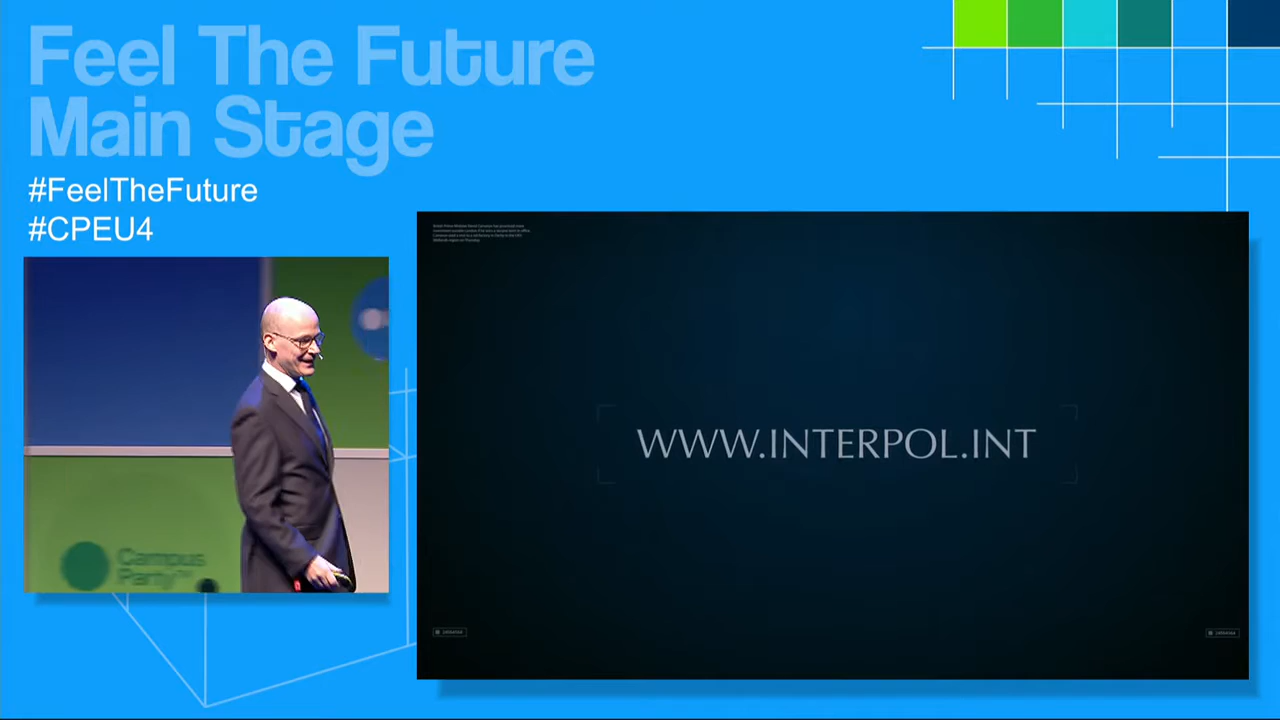 Feel The Future
Main Stage
#FeelTheFuture
#CPEU4
WWW.INTERPOL.INT
Campus
Party